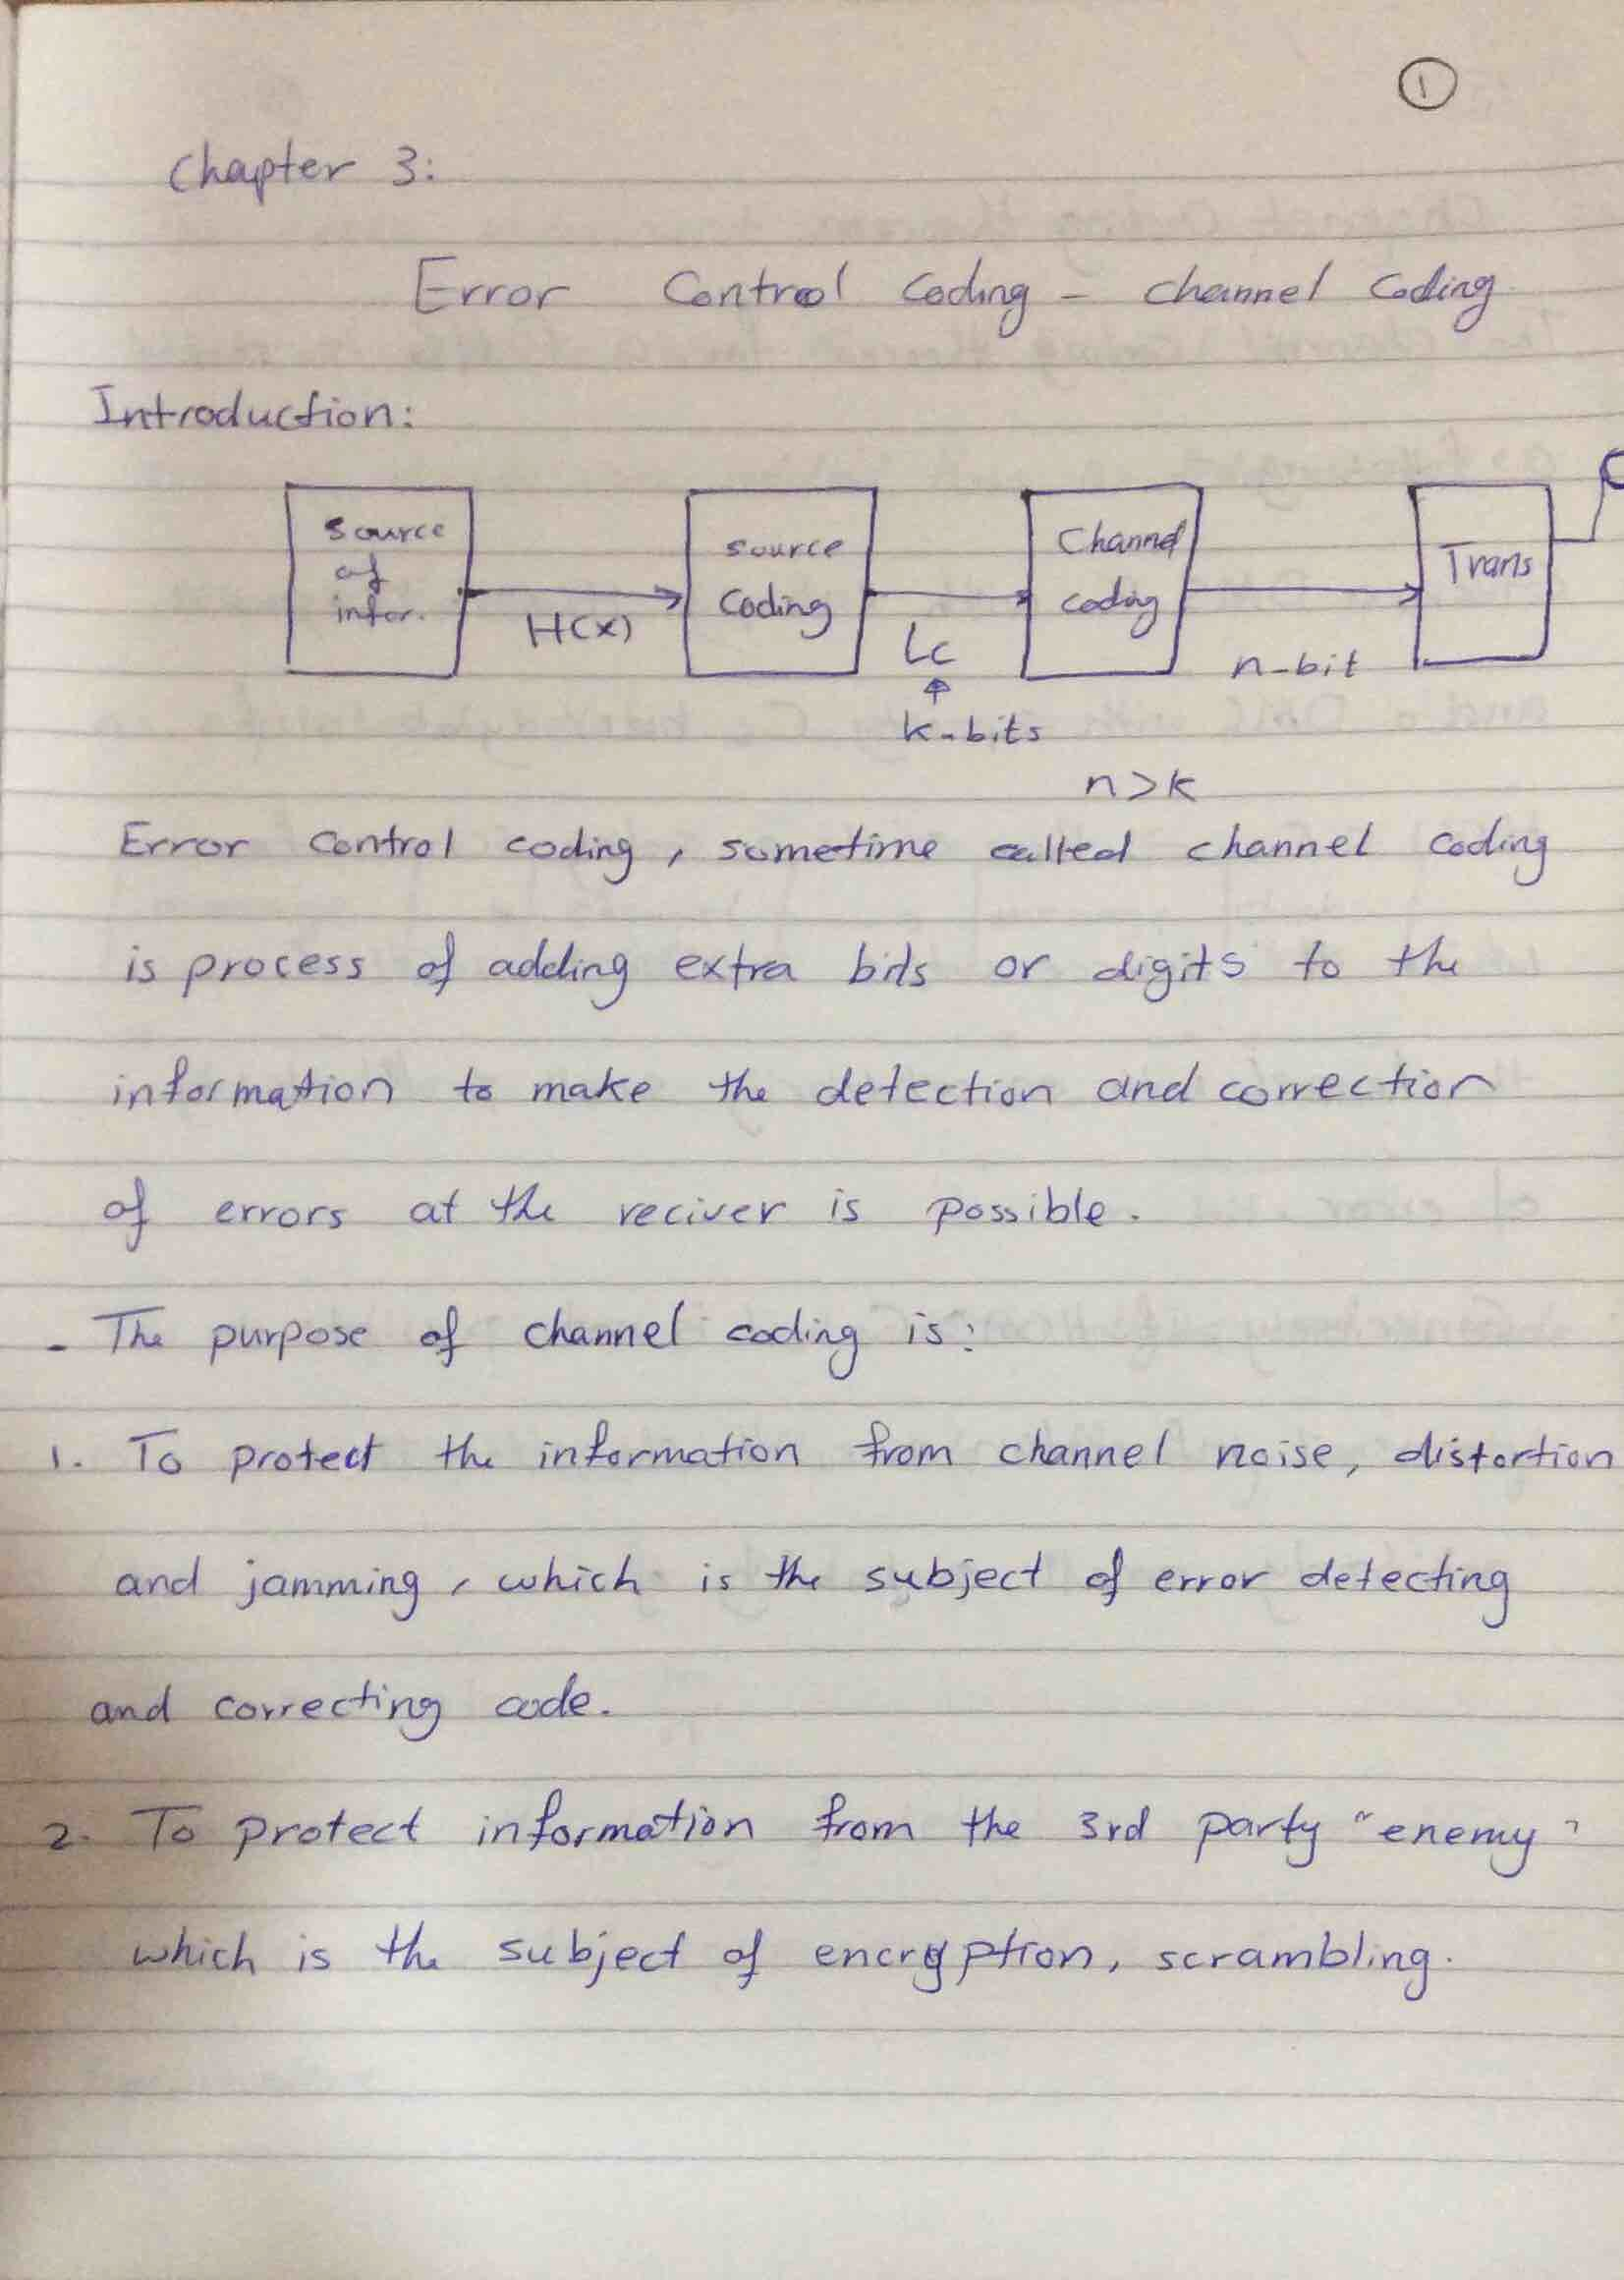 1
Chapter 3:
Error Control Coding - channel Coding
Introduction:
Source
of
infor.
H(x)
source
Coding
Lc
k-bits
Channel
coding
n-bit
Trans
n>k
Error control coding, sometime called channel coding
is process of adding extra bits or digits to the
information to make the detection and correction
of errors at the reciver is possible.
- The purpose of channel coding is:
1. To protect the information from channel noise, distortion
and jamming, which is the subject of error detecting
and correcting code.
2. To protect information from the 3rd party "enemy"
which is the subject of encryption, scrambling.